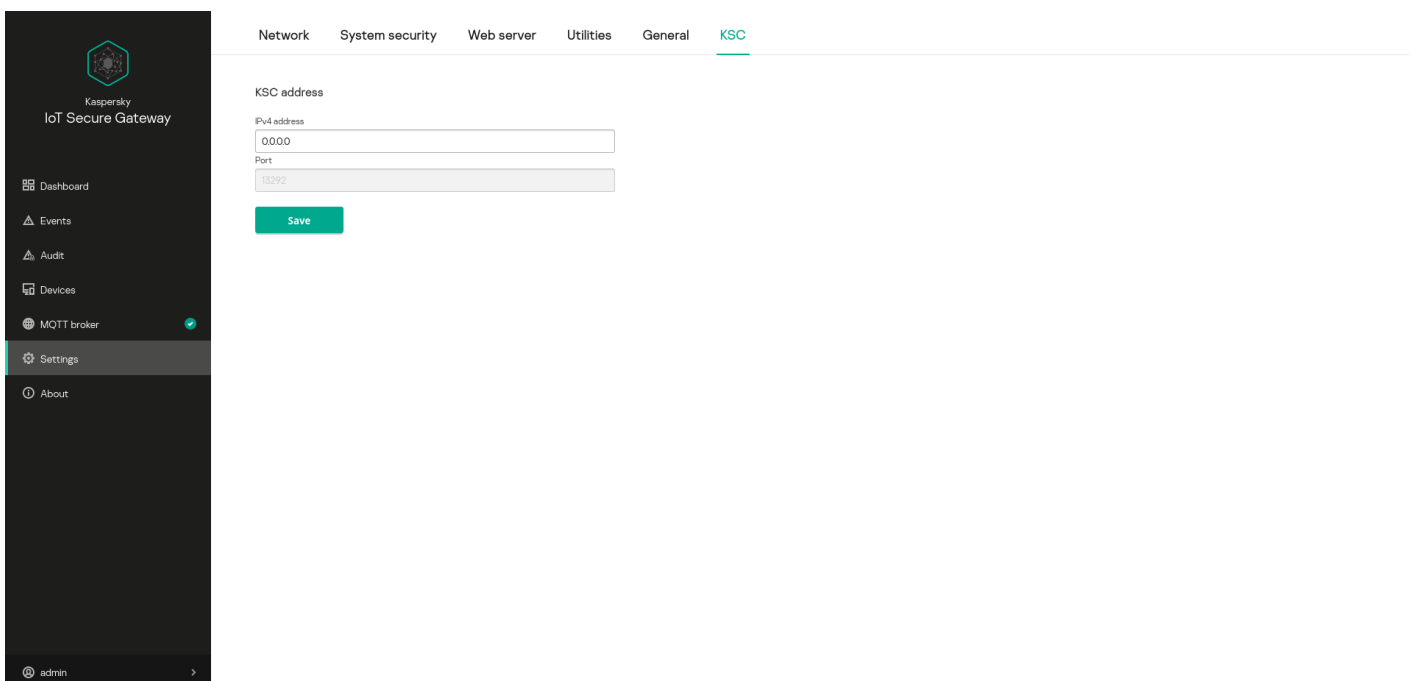 Kaspersky
IoT Secure Gateway
Dashboard
Events
Audit
Devices
MQTT broker
Settings
About
admin
Network System security Web server Utilities General KSC
KSC address
IPv4 address
0.0.0.0
Port
13292
Save